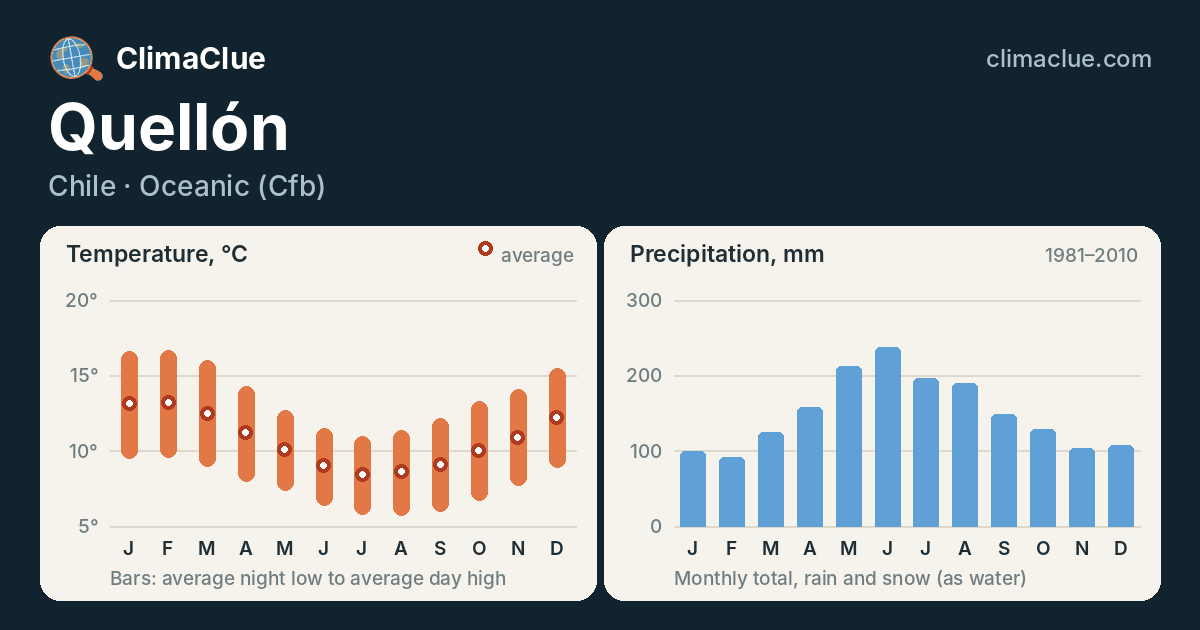 ClimaClue
climaclue.com
Quellón
Chile · Oceanic (Cfb)
Temperature, °C
average
20°
15°
10°
5°
J F M A M J J A S O N D
Bars: average night low to average day high
Precipitation, mm
1981–2010
300
200
100
0
J F M A M J J A S O N D
Monthly total, rain and snow (as water)